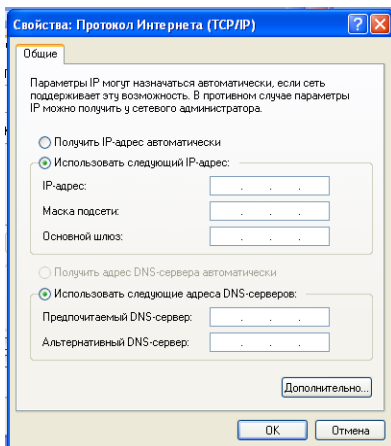 Свойства: Протокол Интернета (TCP/IP)
Общие
Параметры IP могут назначаться автоматически, если сеть
поддерживает эту возможность. В противном случае параметры
IP можно получить у сетевого администратора.
Получить IP-адрес автоматически
Использовать следующий IP-адрес:
IP-адрес:
Маска подсети:
Основной шлюз:
Получить адрес DNS-сервера автоматически
Использовать следующие адреса DNS-серверов:
Предпочитаемый DNS-сервер:
Альтернативный DNS-сервер:
Дополнительно...
OK
Отмена